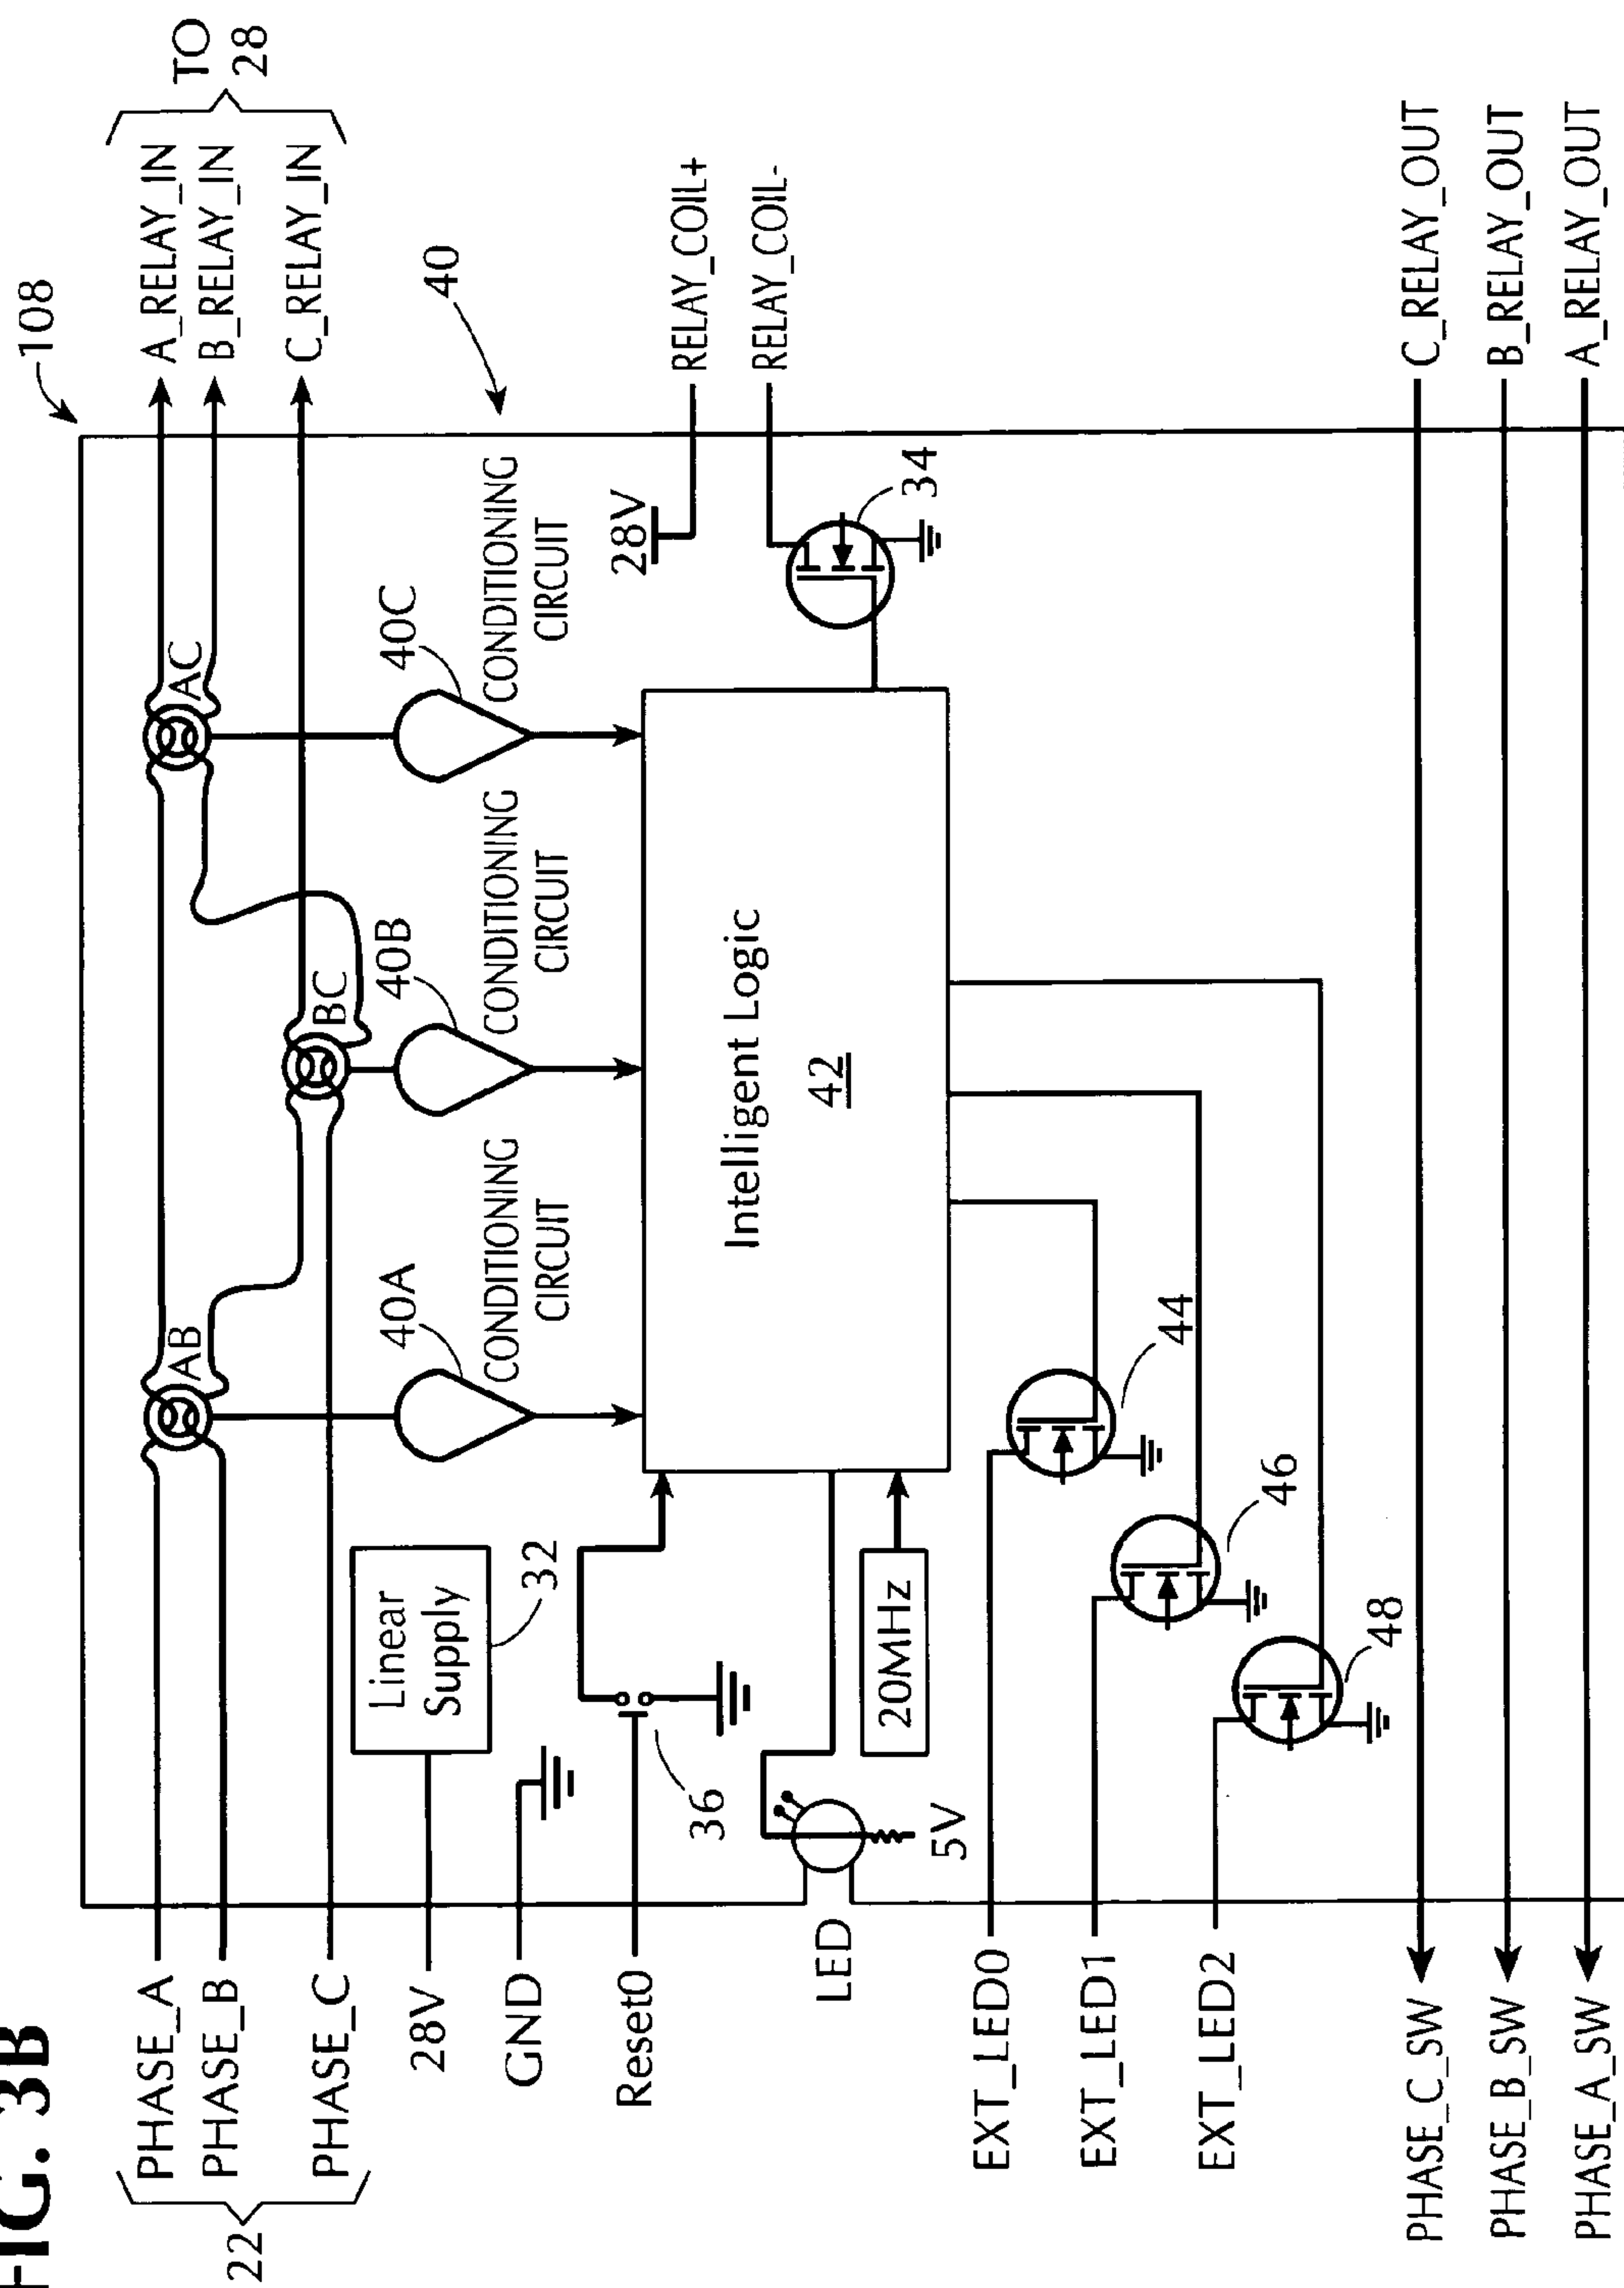 FIG. 3B
108
22
PHASE_A
PHASE_B
PHASE_C
28V
GND
Reset0
LED
EXT_LED0
EXT_LED1
EXT_LED2
PHASE_C_SW
PHASE_B_SW
PHASE_A_SW
AB
BC
AC
Linear
Supply
32
36
5V
20MHz
40A
CONDITIONING
CIRCUIT
40B
CONDITIONING
CIRCUIT
40C
CONDITIONING
CIRCUIT
Intelligent Logic
42
44
46
48
28V
34
40
A_RELAY_IN
B_RELAY_IN
C_RELAY_IN
TO
28
RELAY_COIL+
RELAY_COIL-
C_RELAY_OUT
B_RELAY_OUT
A_RELAY_OUT